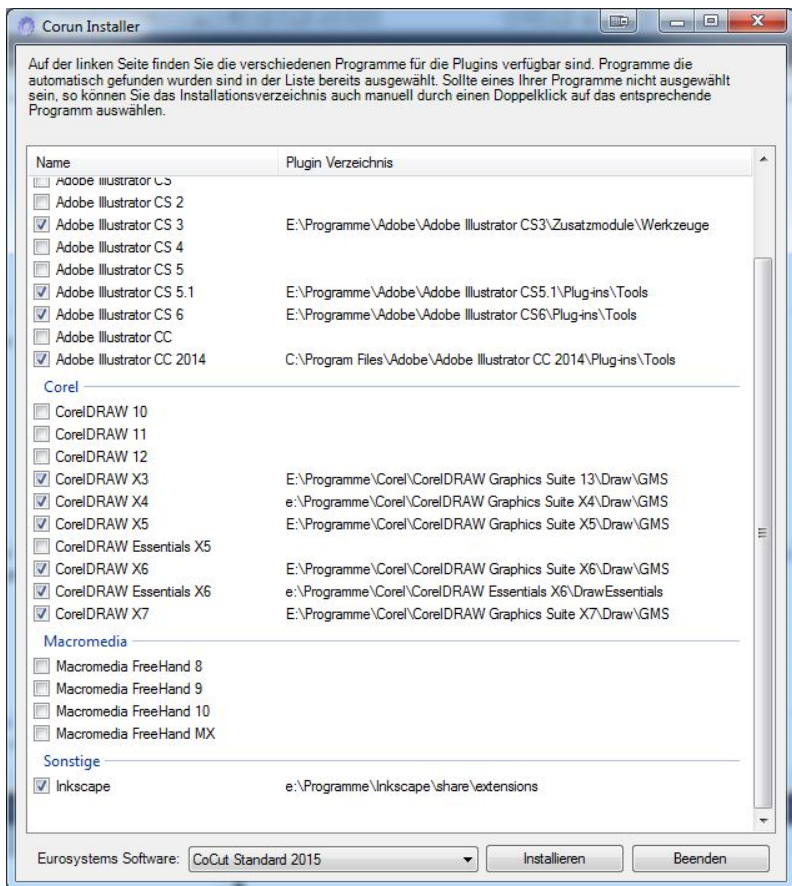 Corun Installer
Auf der linken Seite finden Sie die verschiedenen Programme für die Plugins verfügbar sind. Programme die
automatisch gefunden wurden sind in der Liste bereits ausgewählt. Sollte eines Ihrer Programme nicht ausgewählt
sein, so können Sie das Installationsverzeichnis auch manuell durch einen Doppelklick auf das entsprechende
Programm auswählen.
Name Plugin Verzeichnis
Adobe Illustrator CS
Adobe Illustrator CS 2
Adobe Illustrator CS 3 E:\Programme\Adobe\Adobe Illustrator CS3\Zusatzmodule\Werkzeuge
Adobe Illustrator CS 4
Adobe Illustrator CS 5
Adobe Illustrator CS 5.1 E:\Programme\Adobe\Adobe Illustrator CS5.1\Plug-ins\Tools
Adobe Illustrator CS 6 E:\Programme\Adobe\Adobe Illustrator CS6\Plug-ins\Tools
Adobe Illustrator CC
Adobe Illustrator CC 2014 C:\Program Files\Adobe\Adobe Illustrator CC 2014\Plug-ins\Tools
Corel
CorelDRAW 10
CorelDRAW 11
CorelDRAW 12
CorelDRAW X3 E:\Programme\Corel\CorelDRAW Graphics Suite 13\Draw\GMS
CorelDRAW X4 e:\Programme\Corel\CorelDRAW Graphics Suite X4\Draw\GMS
CorelDRAW X5 E:\Programme\Corel\CorelDRAW Graphics Suite X5\Draw\GMS
CorelDRAW Essentials X5
CorelDRAW X6 E:\Programme\Corel\CorelDRAW Graphics Suite X6\Draw\GMS
CorelDRAW Essentials X6 e:\Programme\Corel\CorelDRAW Essentials X6\DrawEssentials
CorelDRAW X7 E:\Programme\Corel\CorelDRAW Graphics Suite X7\Draw\GMS
Macromedia
Macromedia FreeHand 8
Macromedia FreeHand 9
Macromedia FreeHand 10
Macromedia FreeHand MX
Sonstige
Inkscape e:\Programme\Inkscape\share\extensions
Eurosystems Software: CoCut Standard 2015 Installieren Beenden